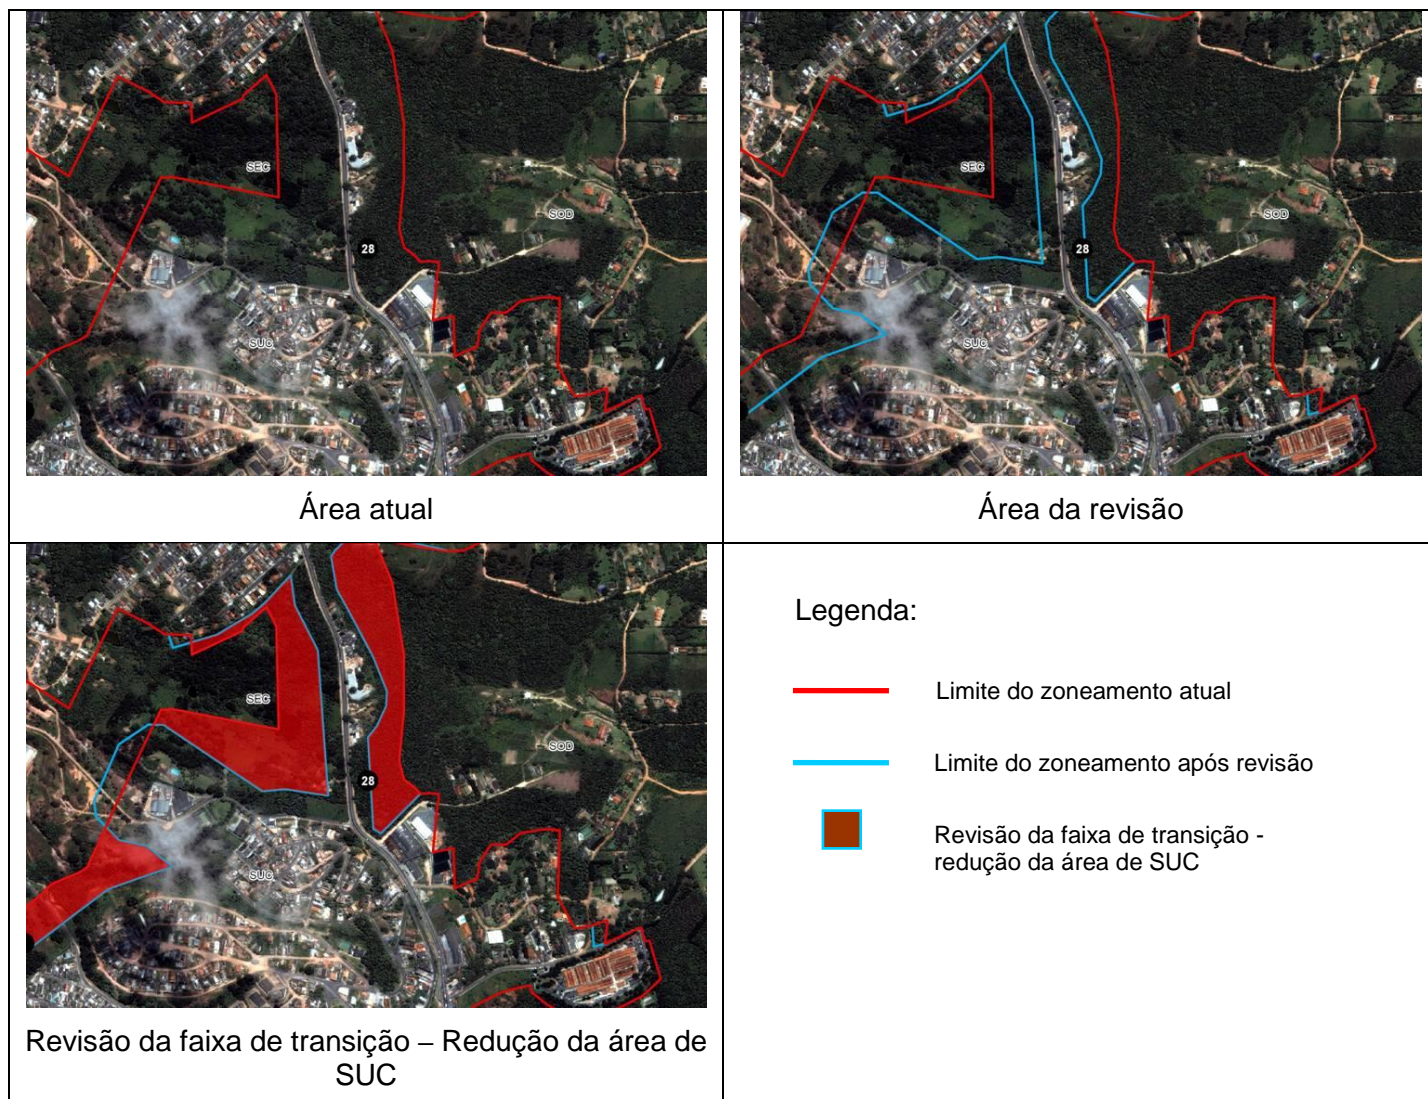 SEC
SOD
28
SUC
Área atual
SEC
SOD
28
SUC
Área da revisão
SEC
SOD
28
SUC
Revisão da faixa de transição – Redução da área de
SUC
Legenda:
Limite do zoneamento atual
Limite do zoneamento após revisão
Revisão da faixa de transição -
redução da área de SUC